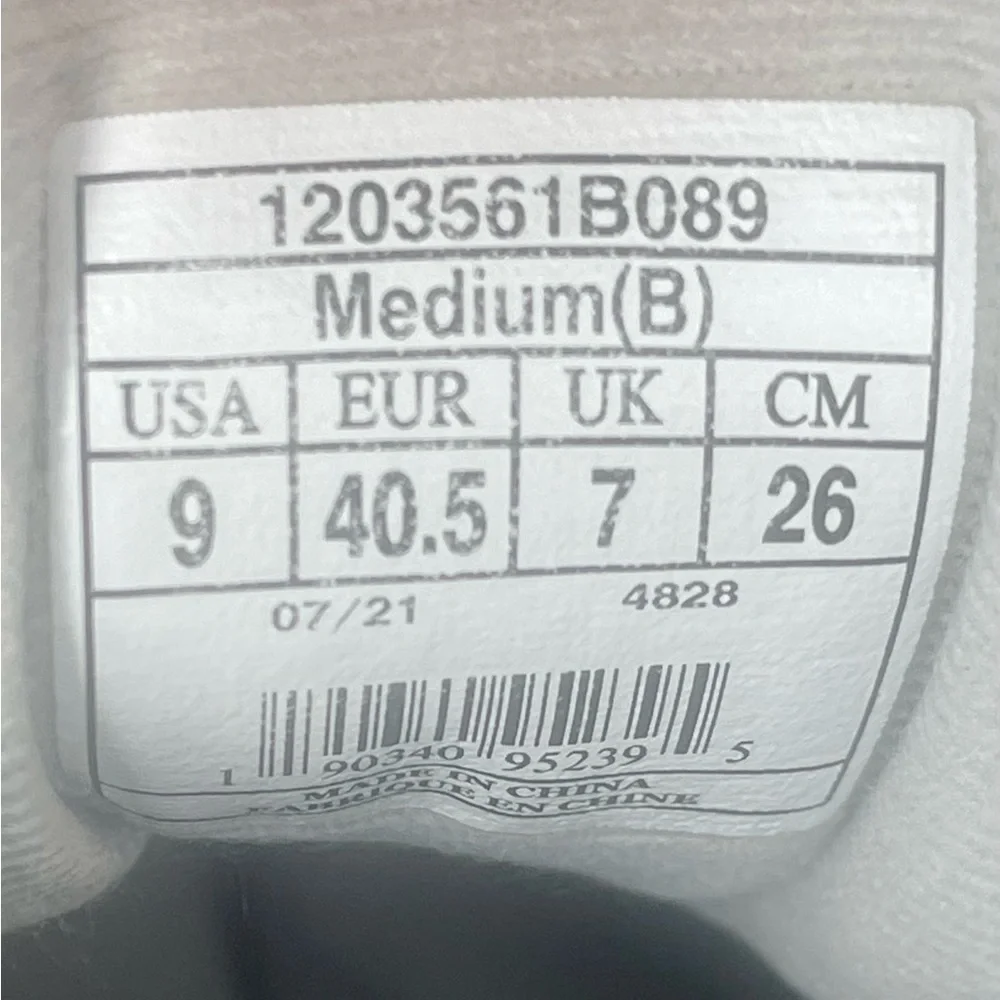 1203561B089
Medium(B)
USA EUR UK CM
9 40.5 7 26
07/21 4828
1 90340 95239 5
MADE IN CHINA
FABRIQUE EN CHINE